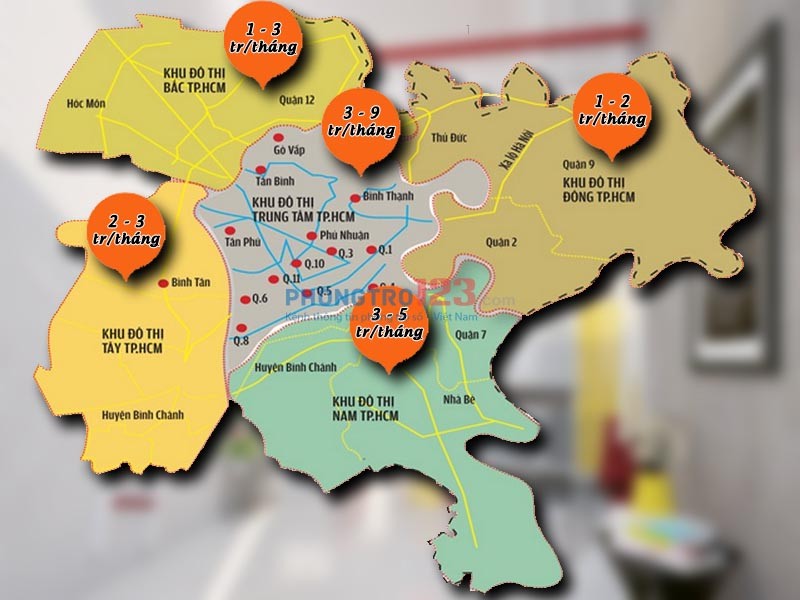 1 - 3
tr/tháng
KHU ĐÔ THỊ
BẮC TP.HCM
Hóc Môn
Quận 12
3 - 9
tr/tháng
1 - 2
tr/tháng
Thủ Đức
Xa lộ Hà Nội
Quận 9
KHU ĐÔ THỊ
ĐÔNG TP.HCM
Quận 2
Gò Vấp
Tân Bình
Bình Thạnh
KHU ĐÔ THỊ
TRUNG TÂM TP.HCM
Tân Phú
Phú Nhuận
Q.3
Q.1
Q.10
Q.11
Q.5
Q.6
Q.8
2 - 3
tr/tháng
Bình Tân
KHU ĐÔ THỊ
TÂY TP.HCM
Huyện Bình Chánh
PHONGTRO123.com
Kênh thông tin
Việt Nam
3 - 5
tr/tháng
Quận 7
Huyện Bình Chánh
KHU ĐÔ THỊ
NAM TP.HCM
Nhà Bè